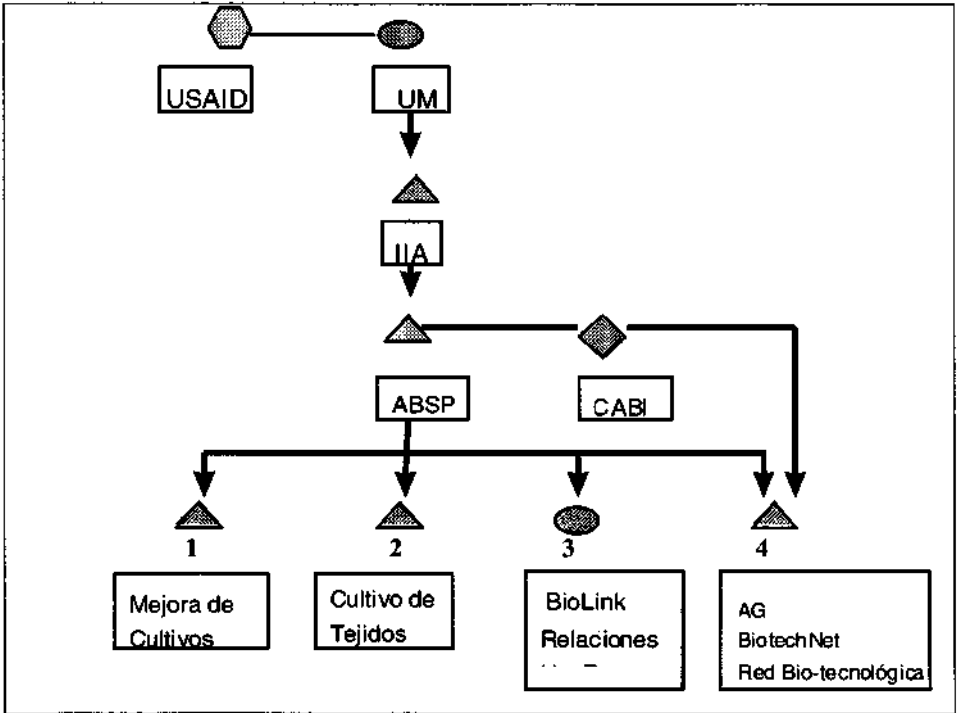 USAID
UM
IIA
ABSP
CABI
1
2
3
4
Mejora de
Cultivos
Cultivo de
Tejidos
BioLink
Relaciones
AG
BiotechNet
Red Bio-tecnológica